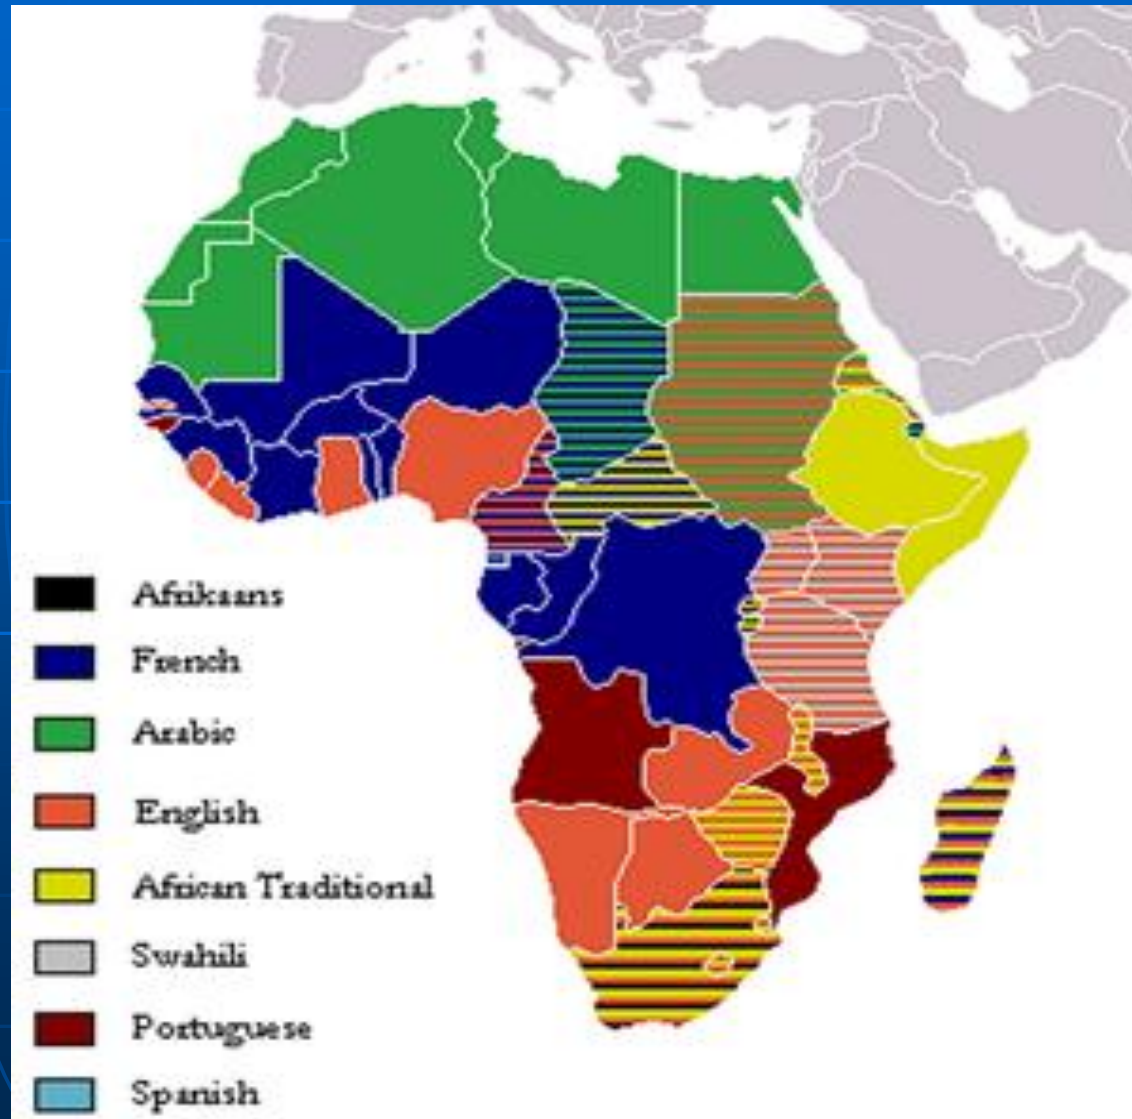 Afrikaans
French
Arabic
English
African Traditional
Swahili
Portuguese
Spanish